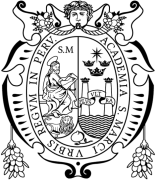 ACADEMIA S. MARCI
VRBIS REGVM IN PERV
S.M